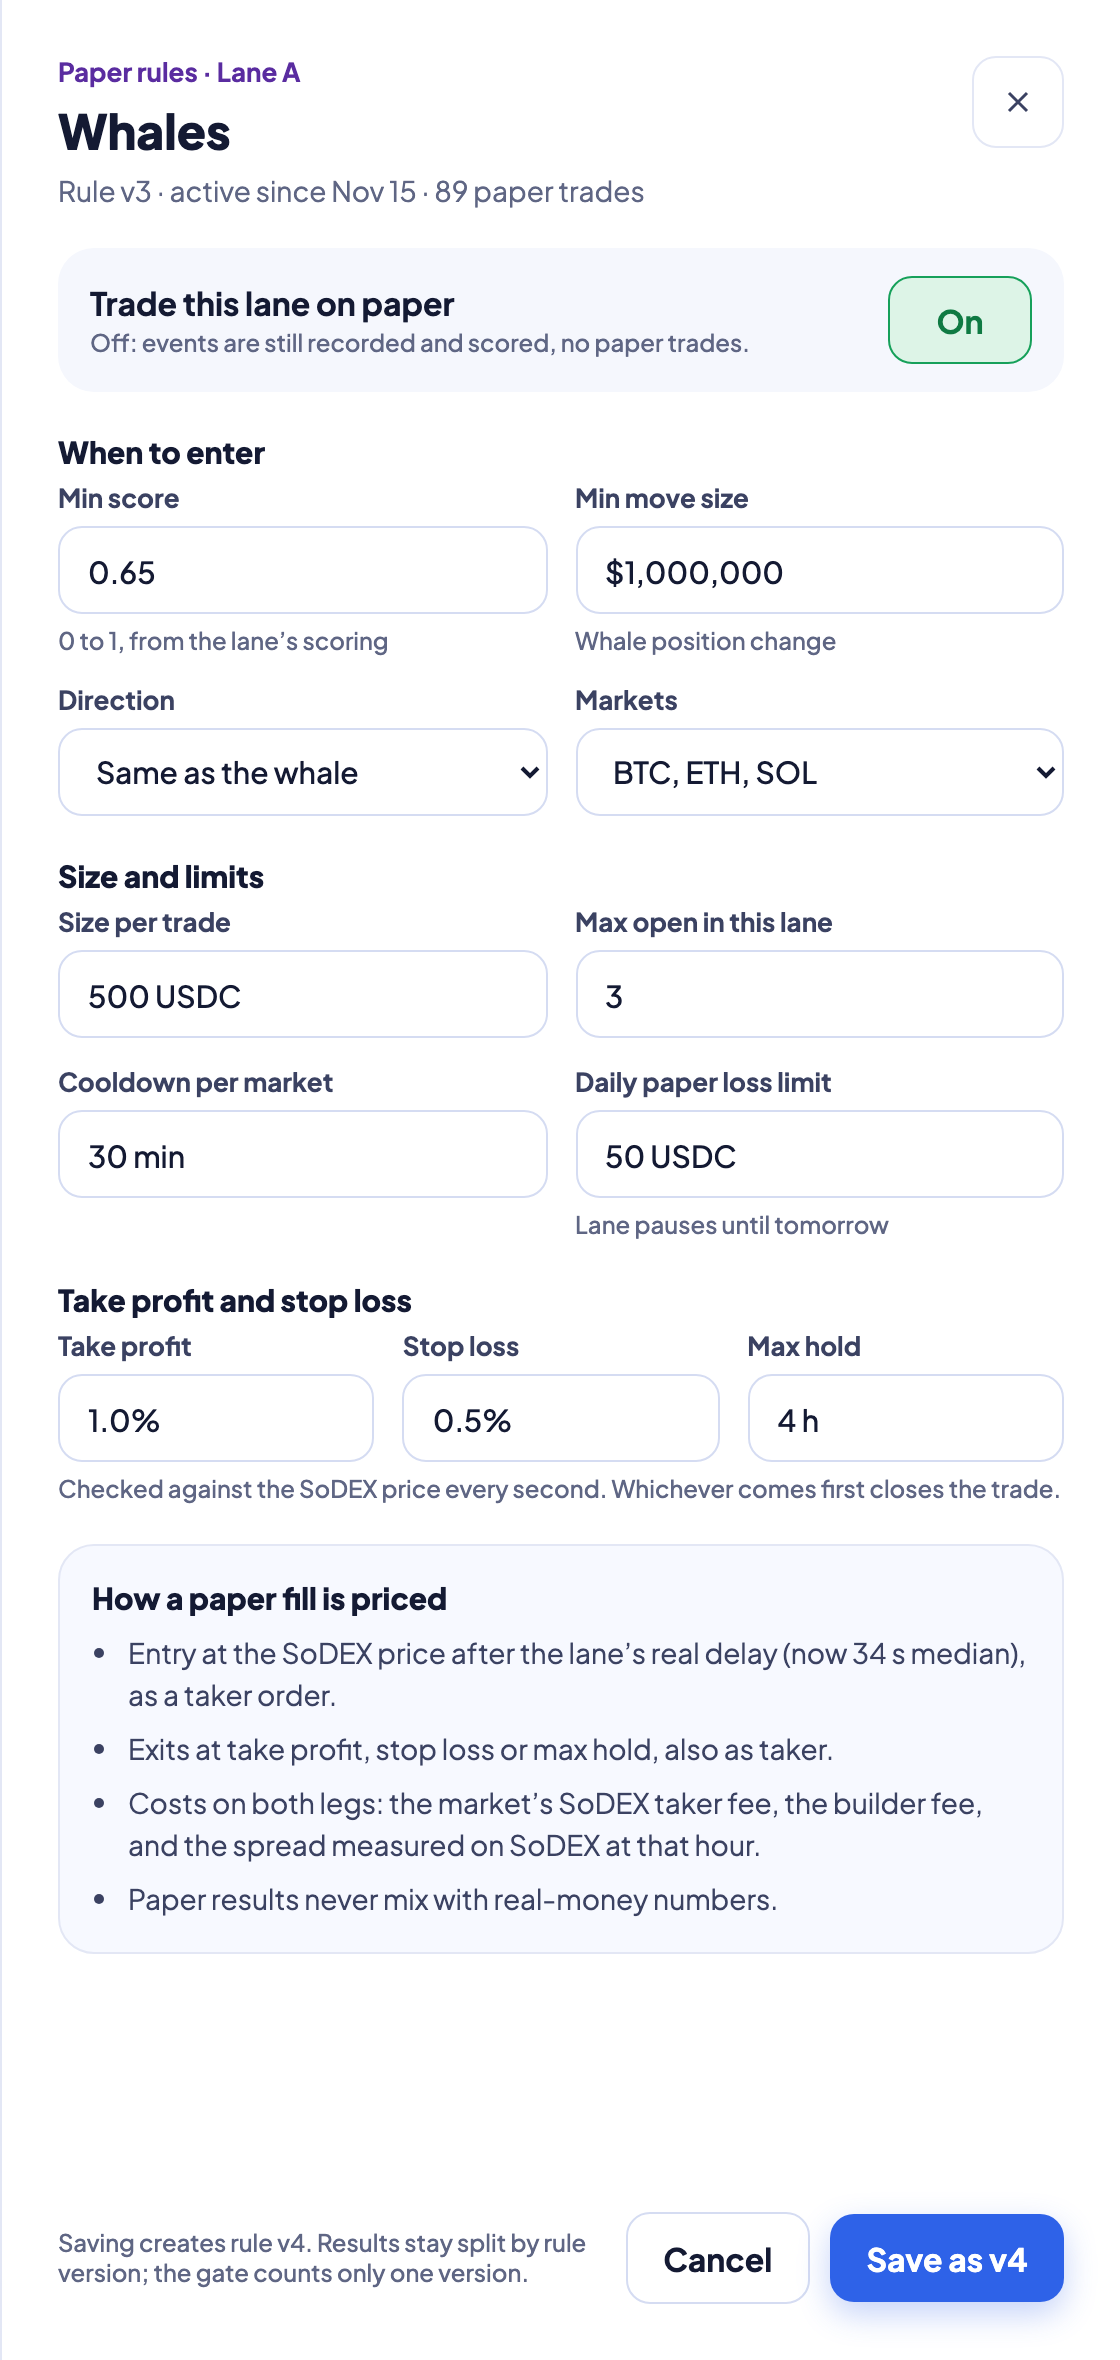 Paper rules · Lane A
Whales
Rule v3 · active since Nov 15 · 89 paper trades
Trade this lane on paper
Off: events are still recorded and scored, no paper trades.
On
When to enter
Min score
Min move size
0.65
$1,000,000
0 to 1, from the lane’s scoring
Whale position change
Direction
Markets
Same as the whale
BTC, ETH, SOL
Size and limits
Size per trade
Max open in this lane
500 USDC
3
Cooldown per market
Daily paper loss limit
30 min
50 USDC
Lane pauses until tomorrow
Take profit and stop loss
Take profit
Stop loss
Max hold
1.0%
0.5%
4 h
Checked against the SoDEX price every second. Whichever comes first closes the trade.
How a paper fill is priced
• Entry at the SoDEX price after the lane’s real delay (now 34 s median),
as a taker order.
• Exits at take profit, stop loss or max hold, also as taker.
• Costs on both legs: the market’s SoDEX taker fee, the builder fee,
and the spread measured on SoDEX at that hour.
• Paper results never mix with real-money numbers.
Saving creates rule v4. Results stay split by rule
version; the gate counts only one version.
Cancel
Save as v4